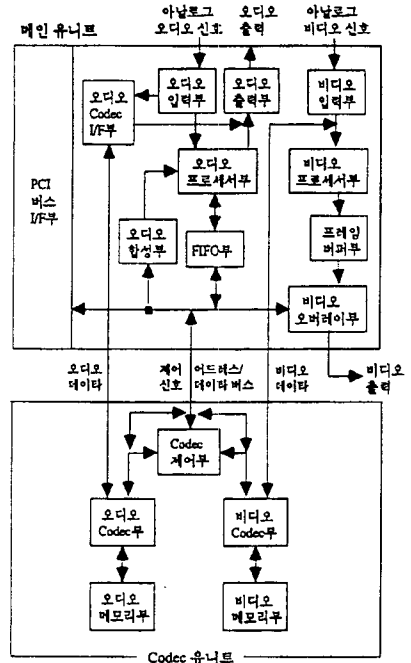 메인 유니트
아날로그
오디오 신호
오디오
출력
아날로그
비디오 신호
오디오
Codec
I/F부
오디오
입력부
오디오
출력부
비디오
입력부
PCI
버스
I/F부
오디오
프로세서부
비디오
프로세서부
오디오
합성부
FIFO부
프레임
버퍼부
비디오
오버레이부
오디오
데이타
제어
신호
어드레스/
데이타 버스
비디오
데이타
비디오
출력
Codec
제어부
오디오
Codec부
비디오
Codec부
오디오
메모리부
비디오
메모리부
Codec 유니트